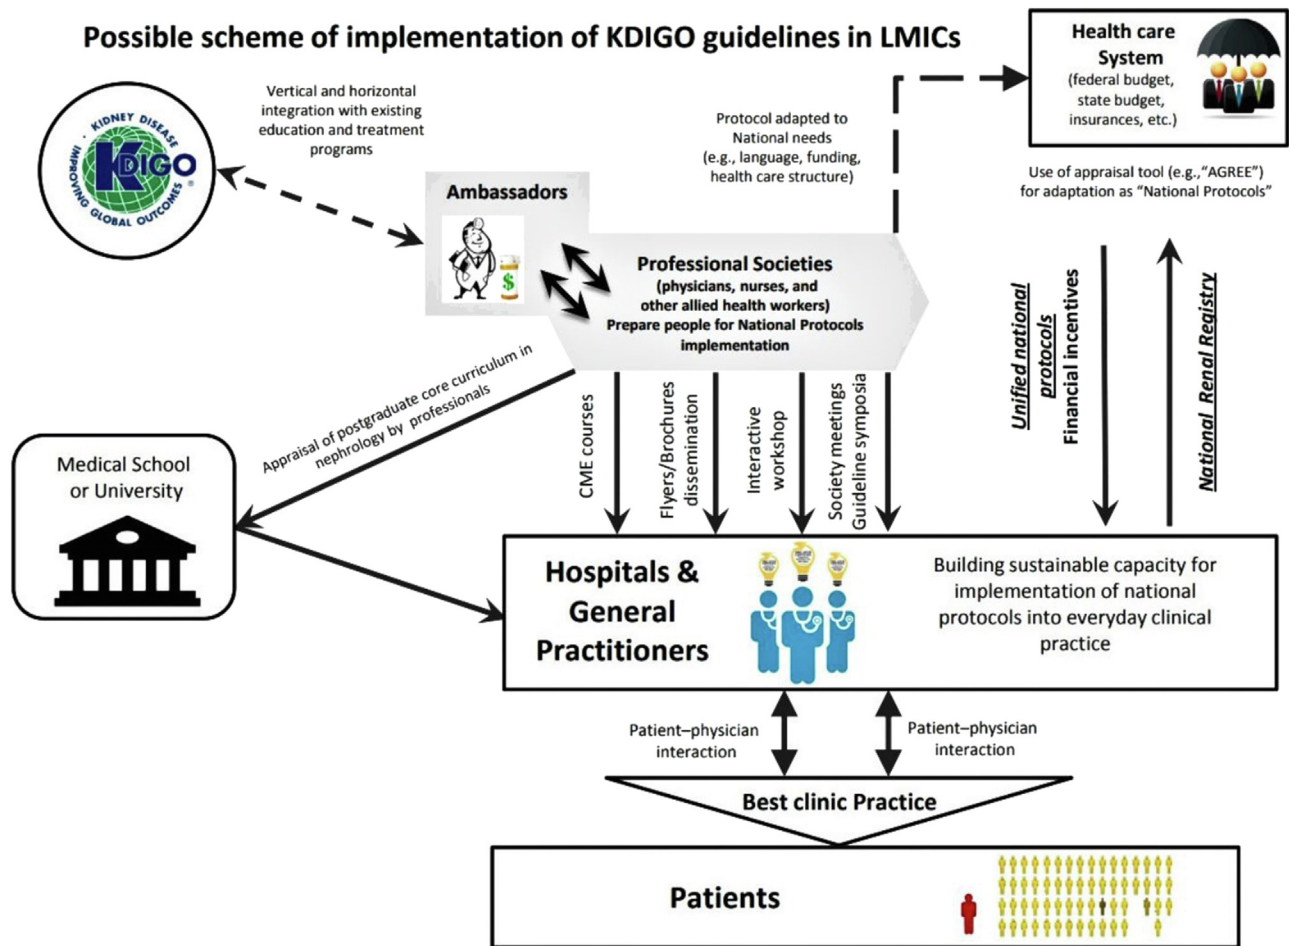 Possible scheme of implementation of KDIGO guidelines in LMICs
Health care
System
(federal budget,
state budget,
insurances, etc.)
KIDNEY DISEASE
IMPROVING GLOBAL OUTCOMES
KDIGO
®
Vertical and horizontal
integration with existing
education and treatment
programs
Protocol adapted to
National needs
(e.g., language, funding,
health care structure)
Use of appraisal tool (e.g.,“AGREE”)
for adaptation as “National Protocols”
Ambassadors
$
Professional Societies
(physicians, nurses, and
other allied health workers)
Prepare people for National Protocols
implementation
Unified national
protocols
Financial incentives
National Renal Registry
Appraisal of postgraduate core curriculum in
nephrology by professionals
CME courses
Flyers/Brochures
dissemination
Interactive
workshop
Society meetings
Guideline symposia
Medical School
or University
Hospitals &
General
Practitioners
Building sustainable capacity for
implementation of national
protocols into everyday clinical
practice
Patient–physician
interaction
Patient–physician
interaction
Best clinic Practice
Patients